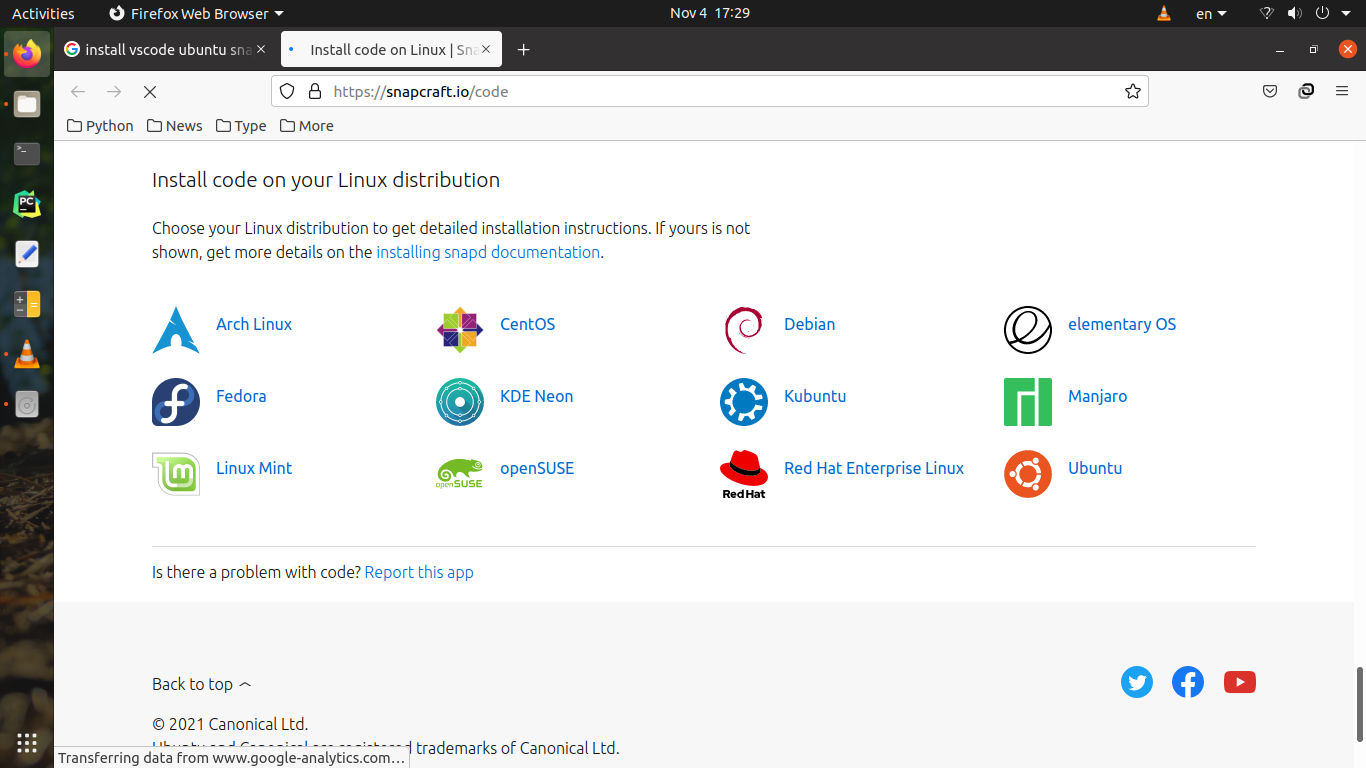 Activities
Firefox Web Browser
Nov 4 17:29
en
install vscode ubuntu sna
Install code on Linux | Sna
https://snapcraft.io/code
Python
News
Type
More
Install code on your Linux distribution
Choose your Linux distribution to get detailed installation instructions. If yours is not
shown, get more details on the installing snapd documentation.
Arch Linux
CentOS
Debian
elementary OS
Fedora
KDE Neon
Kubuntu
Manjaro
Linux Mint
openSUSE
openSUSE
Red Hat
Red Hat Enterprise Linux
Ubuntu
Is there a problem with code? Report this app
Back to top
© 2021 Canonical Ltd.
Ubuntu and Canonical are registered trademarks of Canonical Ltd.
Transferring data from www.google-analytics.com…